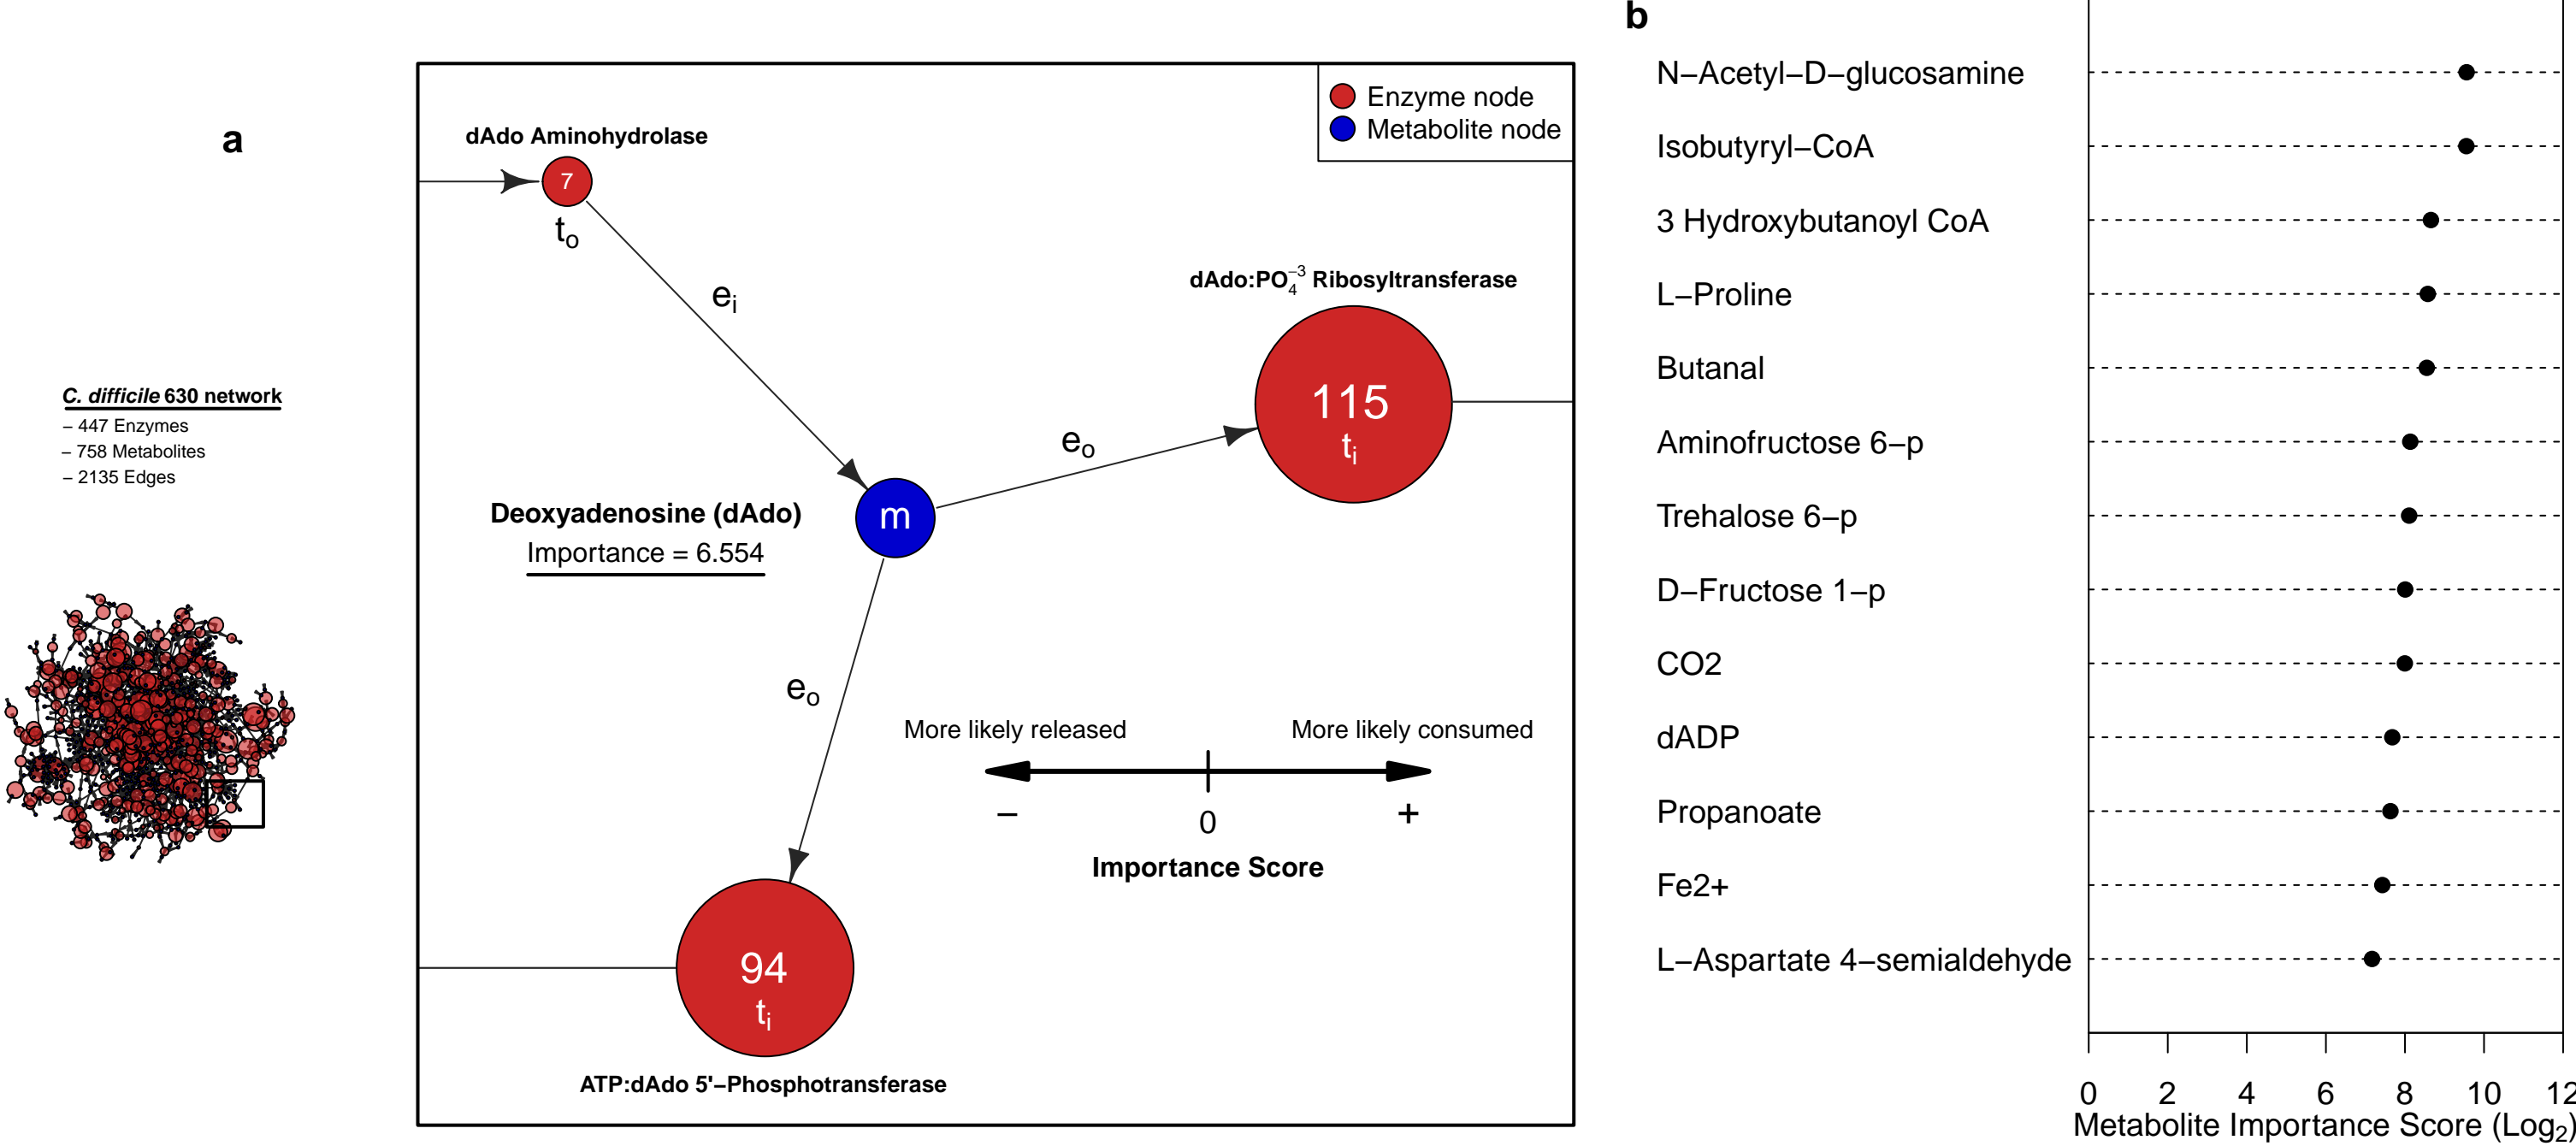 a
C. difficile 630 network
– 447 Enzymes
– 758 Metabolites
– 2135 Edges
Enzyme node
Metabolite node
dAdo Aminohydrolase
7
to
ei
dAdo:PO4−3 Ribosyltransferase
115
ti
eo
m
Deoxyadenosine (dAdo)
Importance = 6.554
eo
More likely released
More likely consumed
−
0
+
Importance Score
94
ti
ATP:dAdo 5'−Phosphotransferase
b
N−Acetyl−D−glucosamine
Isobutyryl−CoA
3 Hydroxybutanoyl CoA
L−Proline
Butanal
Aminofructose 6−p
Trehalose 6−p
D−Fructose 1−p
CO2
dADP
Propanoate
Fe2+
L−Aspartate 4−semialdehyde
0 2 4 6 8 10 12
Metabolite Importance Score (Log2)